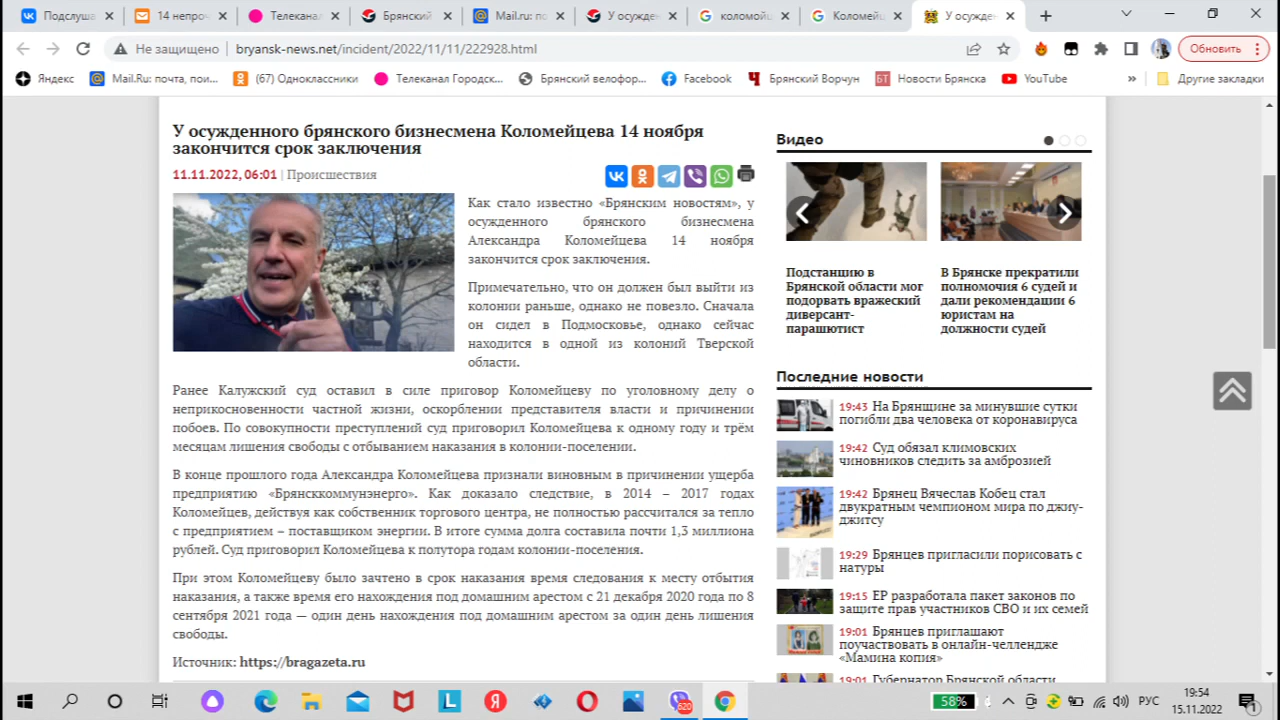 Подслуша
14 непроч
Телеканал
Брянский
Mail.ru: по
У осужден
коломойц
Коломейц
У осужден
Не защищено
bryansk-news.net/incident/2022/11/11/222928.html
Обновить
Яндекс
Mail.Ru: почта, пои...
(67) Одноклассники
Телеканал Городск...
Брянский велофор...
Facebook
Брянский Ворчун
БТ
Новости Брянска
YouTube
»
Другие закладки
У осужденного брянского бизнесмена Коломейцева 14 ноября
закончится срок заключения
11.11.2022, 06:01 | Происшествия
Как стало известно «Брянским новостям», у
осужденного брянского бизнесмена
Александра Коломейцева 14 ноября
закончится срок заключения.
Примечательно, что он должен был выйти из
колонии раньше, однако не повезло. Сначала
он сидел в Подмосковье, однако сейчас
находится в одной из колоний Тверской
области.
Ранее Калужский суд оставил в силе приговор Коломейцеву по уголовному делу о
неприкосновенности частной жизни, оскорблении представителя власти и причинении
побоев. По совокупности преступлений суд приговорил Коломейцева к одному году и трём
месяцам лишения свободы с отбыванием наказания в колонии-поселении.
В конце прошлого года Александра Коломейцева признали виновным в причинении ущерба
предприятию «Брянсккоммунэнерго». Как доказало следствие, в 2014 – 2017 годах
Коломейцев, действуя как собственник торгового центра, не полностью рассчитался за тепло
с предприятием – поставщиком энергии. В итоге сумма долга составила почти 1,3 миллиона
рублей. Суд приговорил Коломейцева к полутора годам колонии-поселения.
При этом Коломейцеву было зачтено в срок наказания время следования к месту отбытия
наказания, а также время его нахождения под домашним арестом с 21 декабря 2020 года по 8
сентября 2021 года — один день нахождения под домашним арестом за один день лишения
свободы.
Источник: https://bragazeta.ru
Видео
Подстанцию в
Брянской области мог
подорвать вражеский
диверсант-
парашютист
В Брянске прекратили
полномочия 6 судей и
дали рекомендации 6
юристам на
должности судей
Последние новости
19:43 На Брянщине за минувшие сутки
погибли два человека от коронавируса
19:42 Суд обязал климовских
чиновников следить за амброзией
19:42 Брянец Вячеслав Кобец стал
двукратным чемпионом мира по джиу-
джитсу
19:29 Брянцев пригласили порисовать с
натуры
19:15 ЕР разработала пакет законов по
защите прав участников СВО и их семей
19:01 Брянцев приглашают
поучаствовать в онлайн-челлендже
«Мамина копия»
19:01 Губернатор Брянской области
620
58%
РУС
19:54
15.11.2022
1